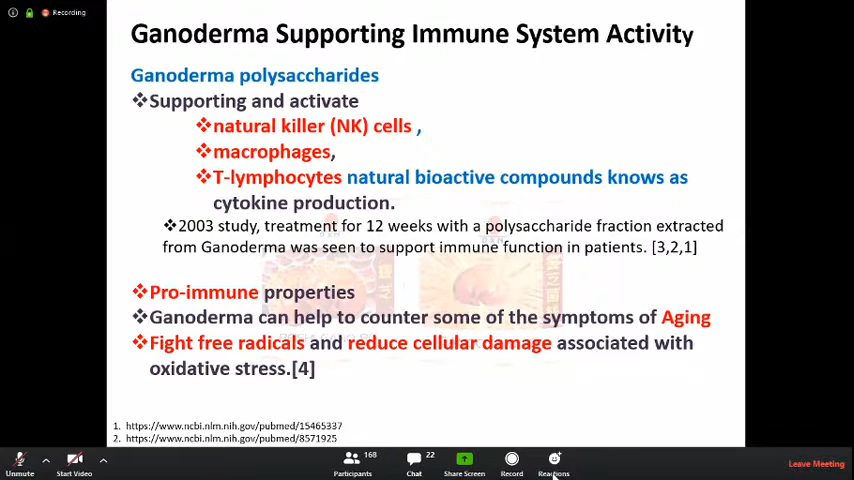 Recording
Ganoderma Supporting Immune System Activity
Ganoderma polysaccharides
❖Supporting and activate
❖natural killer (NK) cells ,
❖macrophages,
❖T-lymphocytes natural bioactive compounds knows as
cytokine production.
❖2003 study, treatment for 12 weeks with a polysaccharide fraction extracted
from Ganoderma was seen to support immune function in patients. [3,2,1]
❖Pro-immune properties
❖Ganoderma can help to counter some of the symptoms of Aging
❖Fight free radicals and reduce cellular damage associated with
oxidative stress.[4]
1. https://www.ncbi.nlm.nih.gov/pubmed/15465337
2. https://www.ncbi.nlm.nih.gov/pubmed/8571925
168 22
Unmute Start Video Participants Chat Share Screen Record Reactions Leave Meeting